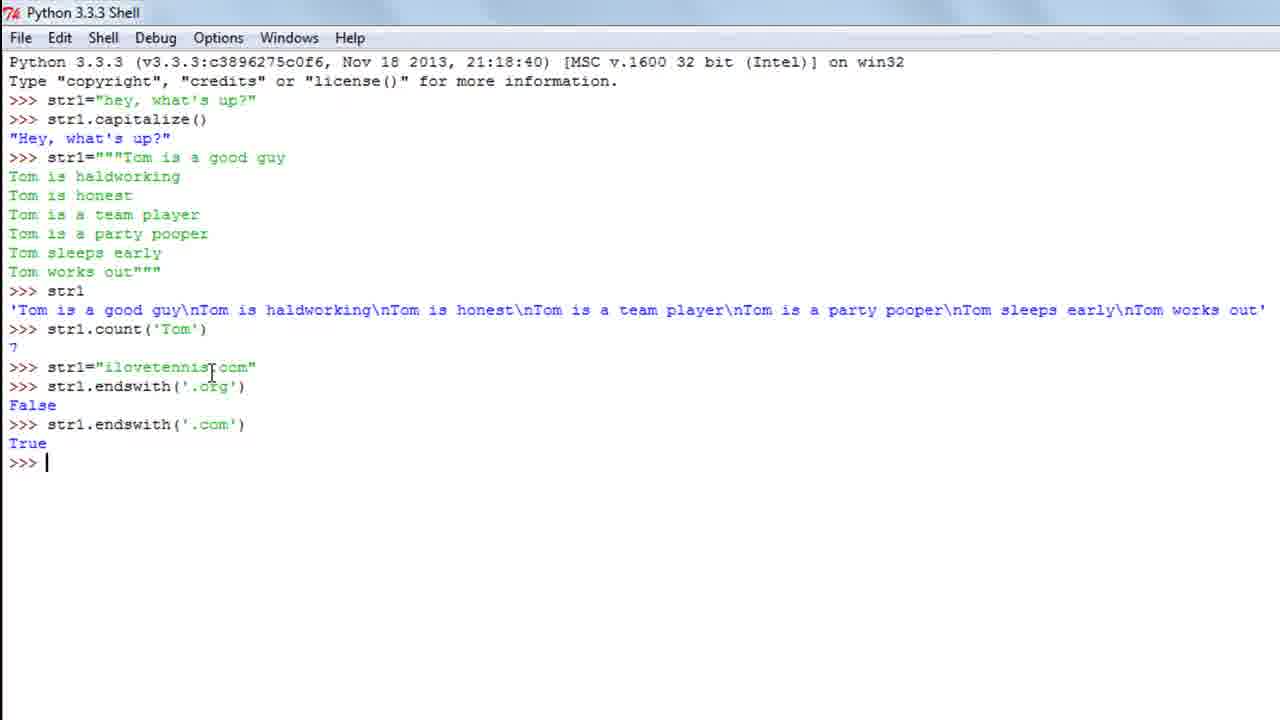 Python 3.3.3 Shell
File Edit Shell Debug Options Windows Help
Python 3.3.3 (v3.3.3:c3896275c0f6, Nov 18 2013, 21:18:40) [MSC v.1600 32 bit (Intel)] on win32
Type "copyright", "credits" or "license()" for more information.
>>> str1="hey, what's up?"
>>> str1.capitalize()
"Hey, what's up?"
>>> str1="""Tom is a good guy
Tom is haldworking
Tom is honest
Tom is a team player
Tom is a party pooper
Tom sleeps early
Tom works out"""
>>> str1
'Tom is a good guy\nTom is haldworking\nTom is honest\nTom is a team player\nTom is a party pooper\nTom sleeps early\nTom works out'
>>> str1.count('Tom')
7
>>> str1="ilovetennis.com"
>>> str1.endswith('.org')
False
>>> str1.endswith('.com')
True
>>>